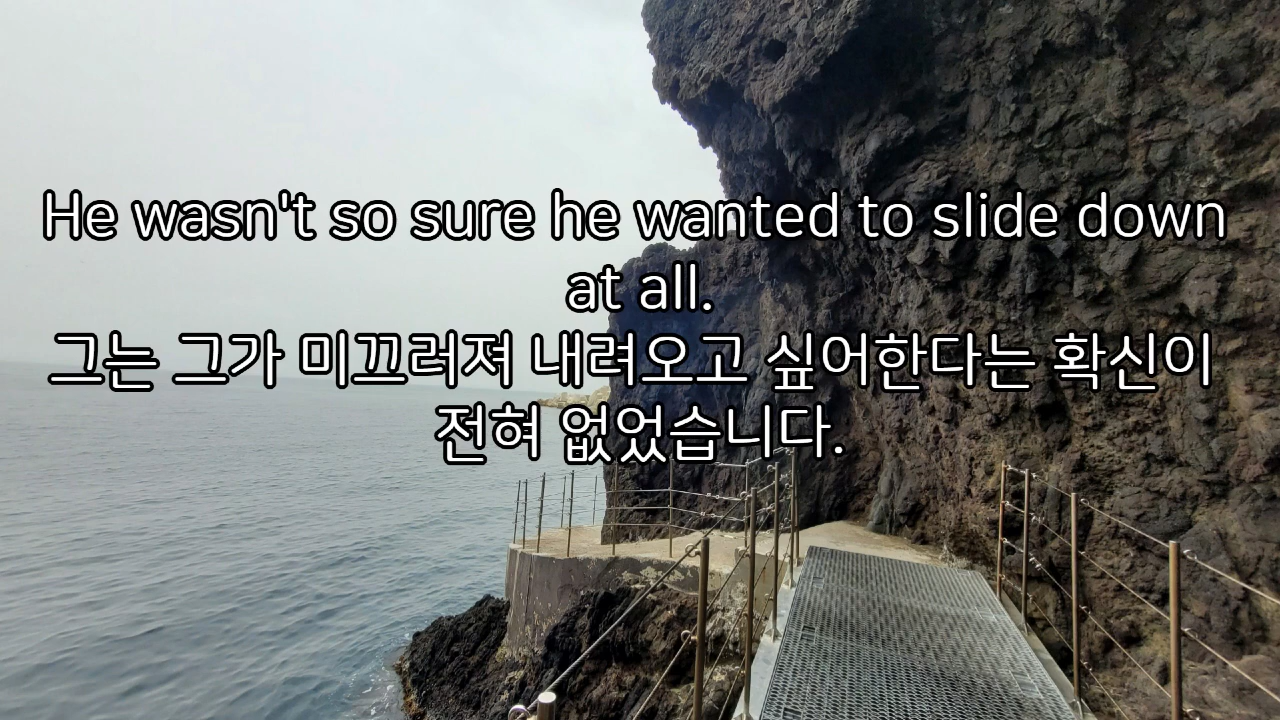 He wasn't so sure he wanted to slide down
at all.
그는 그가 미끄러져 내려오고 싶어한다는 확신이
전혀 없었습니다.